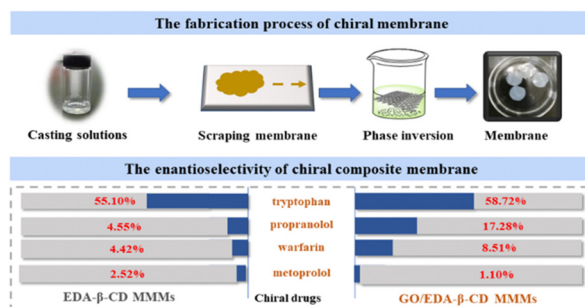 The fabrication process of chiral membrane
Casting solutions
Scraping membrane
Phase inversion
Membrane
The enantioselectivity of chiral composite membrane
55.10% tryptophan 58.72%
4.55% propranolol 17.28%
4.42% warfarin 8.51%
2.52% metoprolol 1.10%
EDA-β-CD MMMs Chiral drugs GO/EDA-β-CD MMMs